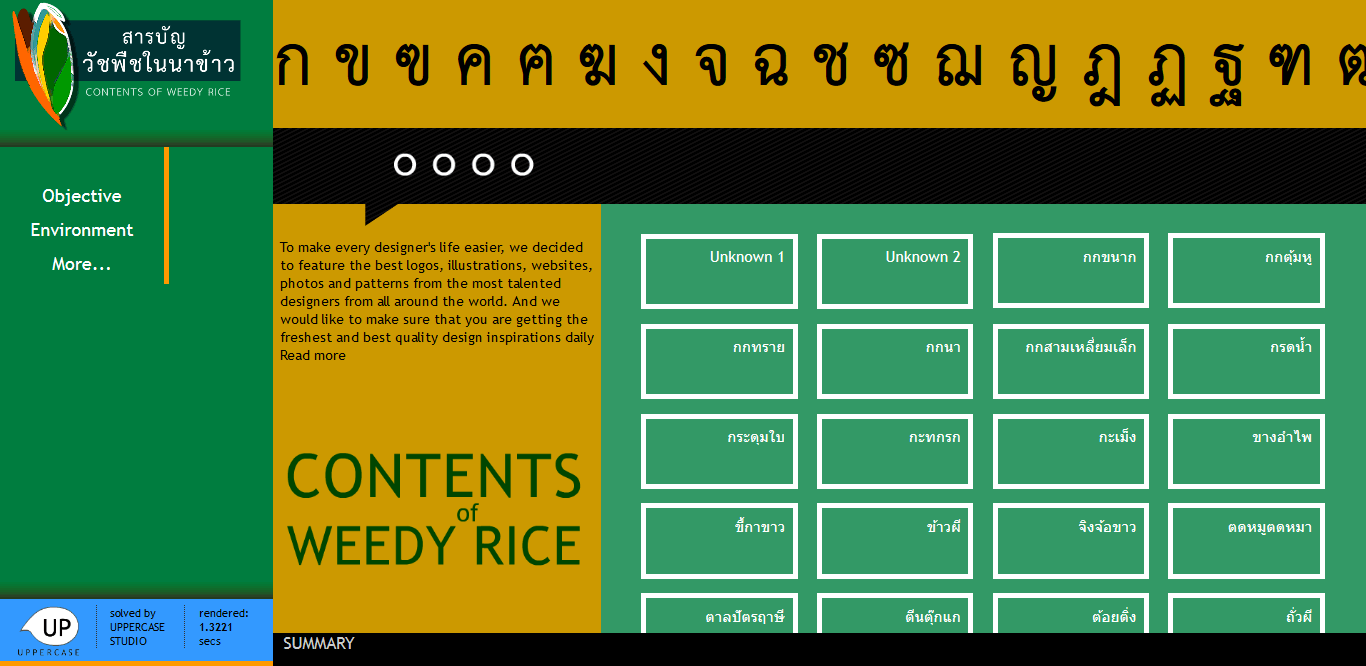 สารบัญ
วัชพืชในนาข้าว
CONTENTS OF WEEDY RICE
ก ข ฃ ค ฅ ฆ ง จ ฉ ช ซ ฌ ญ ฎ ฏ ฐ ฑ ฒ
Objective
Environment
More...
To make every designer's life easier, we decided
to feature the best logos, illustrations, websites,
photos and patterns from the most talented
designers from all around the world. And we
would like to make sure that you are getting the
freshest and best quality design inspirations daily
Read more
CONTENTS
of
WEEDY RICE
Unknown 1
Unknown 2
กกขนาก
กกตุ้มหู
กกทราย
กกนา
กกสามเหลี่ยมเล็ก
กรดน้ำ
กระดุมใบ
กะทกรก
กะเม็ง
ขางอำไพ
ขี้กาขาว
ข้าวผี
จิงจ้อขาว
ตดหมูตดหมา
ตาลปัตรฤาษี
ตีนตุ๊กแก
ต้อยติ่ง
ถั่วผี
UP
UPPERCASE
solved by
UPPERCASE
STUDIO
rendered:
1.3221
secs
SUMMARY